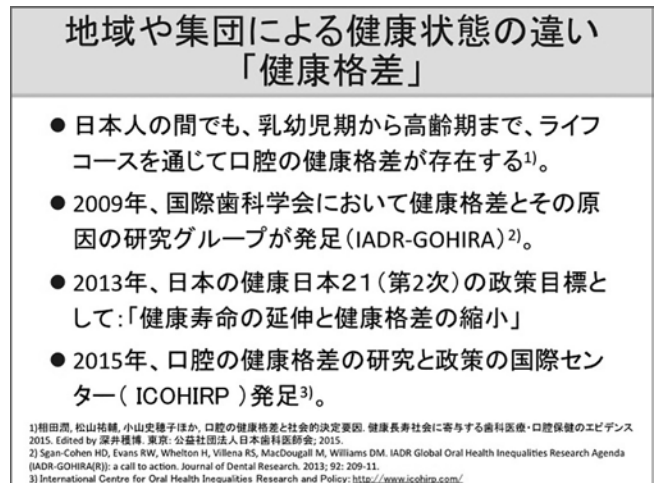 地域や集団による健康状態の違い
「健康格差」
● 日本人の間でも、乳幼児期から高齢期まで、ライフ
コースを通じて口腔の健康格差が存在する1)。
● 2009年、国際歯科学会において健康格差とその原
因の研究グループが発足(IADR-GOHIRA)2)。
● 2013年、日本の健康日本21(第2次)の政策目標と
して:「健康寿命の延伸と健康格差の縮小」
● 2015年、口腔の健康格差の研究と政策の国際セン
ター( ICOHIRP )発足3)。
1)相田潤, 松山祐輔, 小山史穂子ほか, 口腔の健康格差と社会的決定要因. 健康長寿社会に寄与する歯科医療・口腔保健のエビデンス
2015. Edited by 深井穫博. 東京: 公益社団法人日本歯科医師会; 2015.
2) Sgan-Cohen HD, Evans RW, Whelton H, Villena RS, MacDougall M, Williams DM. IADR Global Oral Health Inequalities Research Agenda
(IADR-GOHIRA(R)): a call to action. Journal of Dental Research. 2013; 92: 209-11.
3) International Centre for Oral Health Inequalities Research and Policy: http://www.icohirp.com/